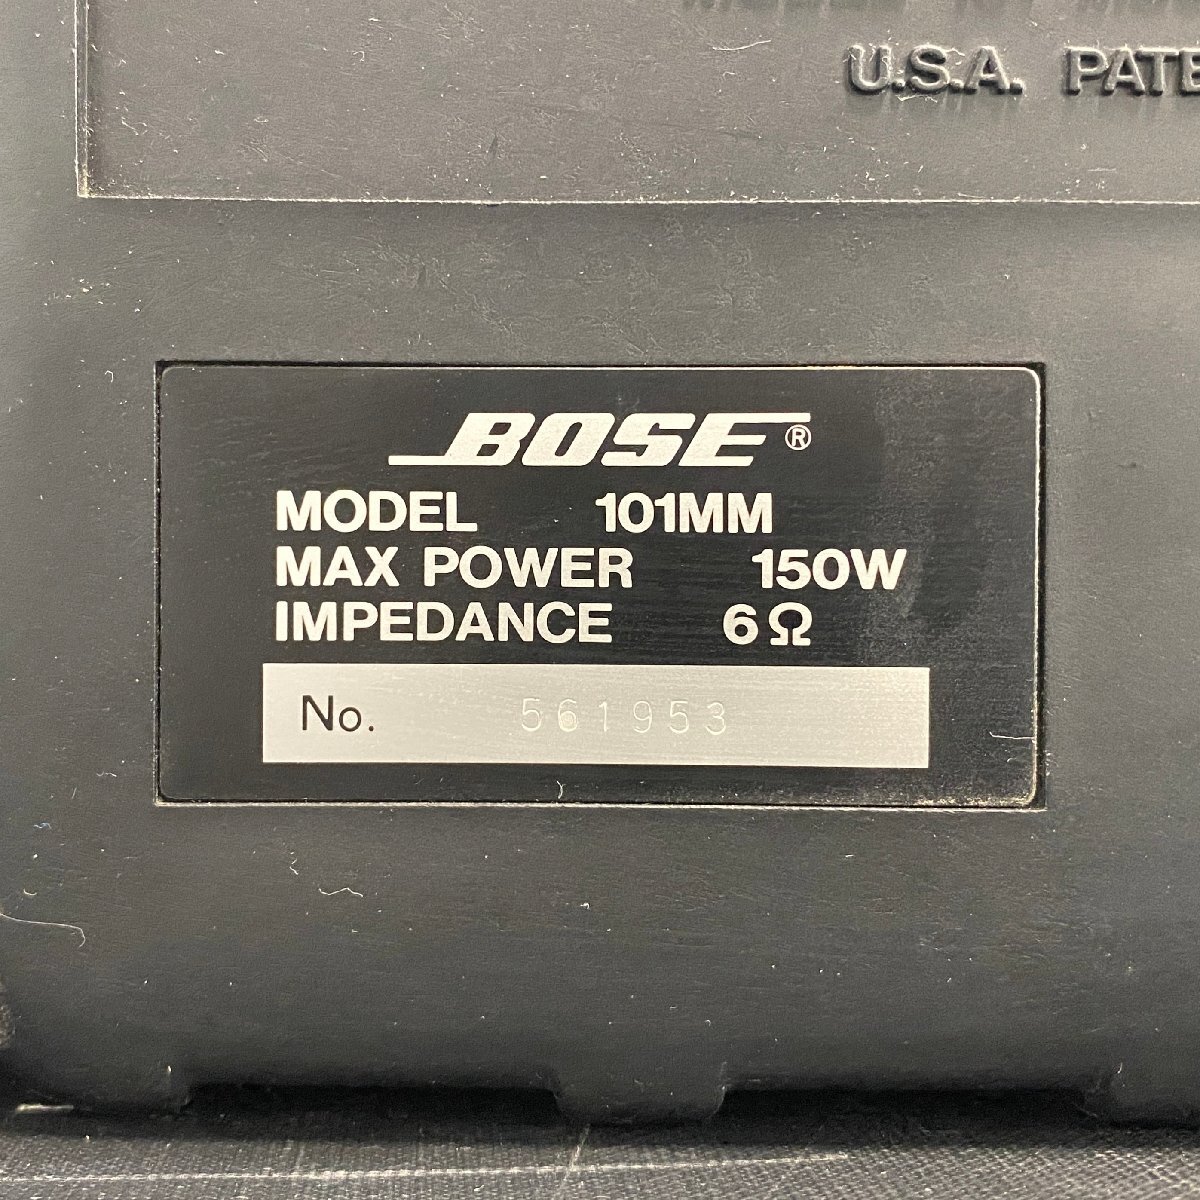 U.S.A. PATE
BOSE®
MODEL 101MM
MAX POWER 150W
IMPEDANCE 6Ω
No. 561953